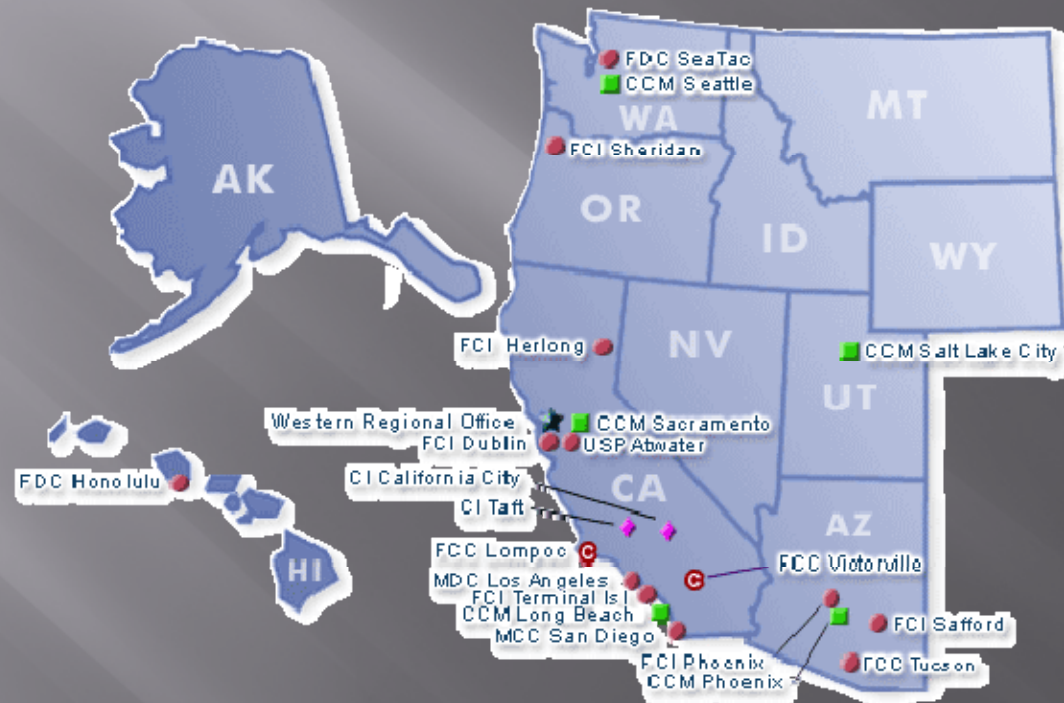 FDC SeaTac
CCM Seattle
WA
MT
FCI Sheridan
AK
OR
ID
WY
FCI Herlong
NV
CCM Salt Lake City
UT
Western Regional Office
CCM Sacramento
FCI Dublin
USP Atwater
FDC Honolulu
CI California City
CA
CI Taft
AZ
FCC Lompoc
C
HI
FCC Victorville
C
MDC Los Angeles
FCI Terminal Isl
CCM Long Beach
MCC San Diego
FCI Safford
FCI Phoenix
CCM Phoenix
FCC Tucson